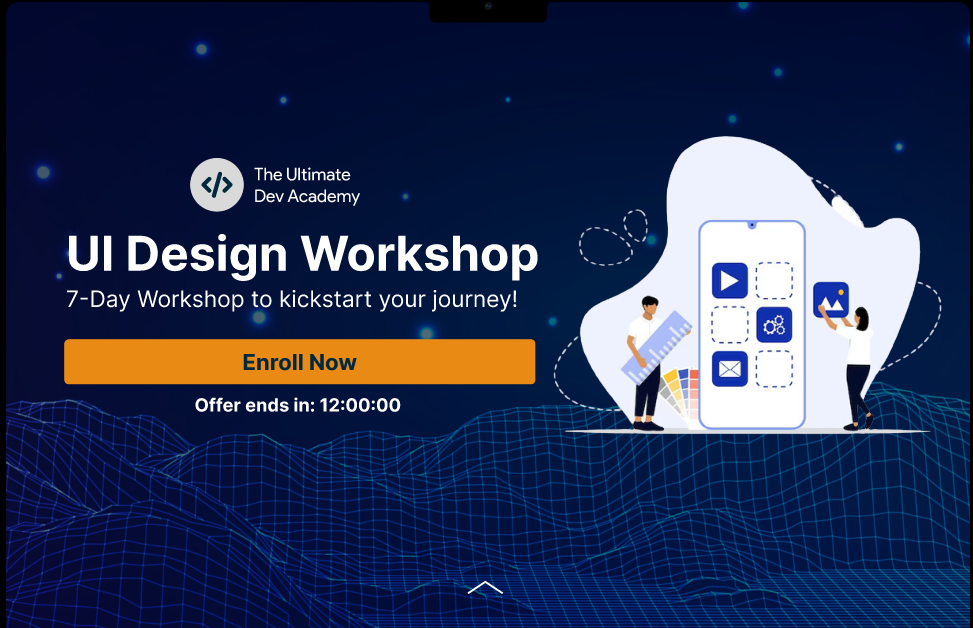 The Ultimate
Dev Academy
UI Design Workshop
7-Day Workshop to kickstart your journey!
Enroll Now
Offer ends in: 12:00:00